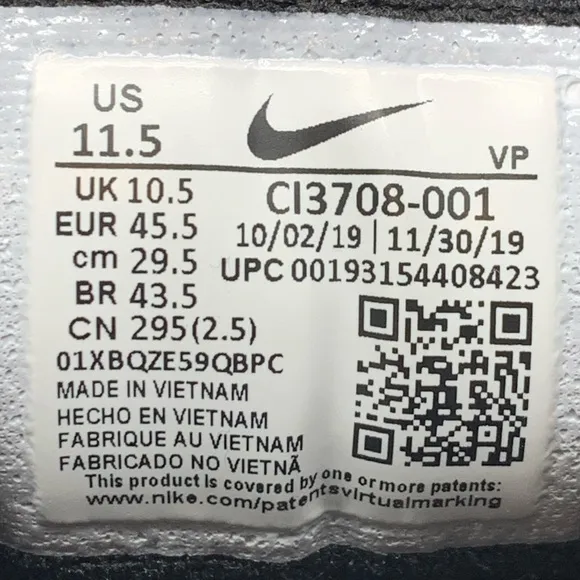 US
11.5
VP
UK 10.5
EUR 45.5
cm 29.5
BR 43.5
CN 295(2.5)
CI3708-001
10/02/19 | 11/30/19
UPC 00193154408423
01XBQZE59QBPC
MADE IN VIETNAM
HECHO EN VIETNAM
FABRIQUE AU VIETNAM
FABRICADO NO VIETNÃ
This product is covered by one or more patents:
www.nike.com/patentsvirtualmarking